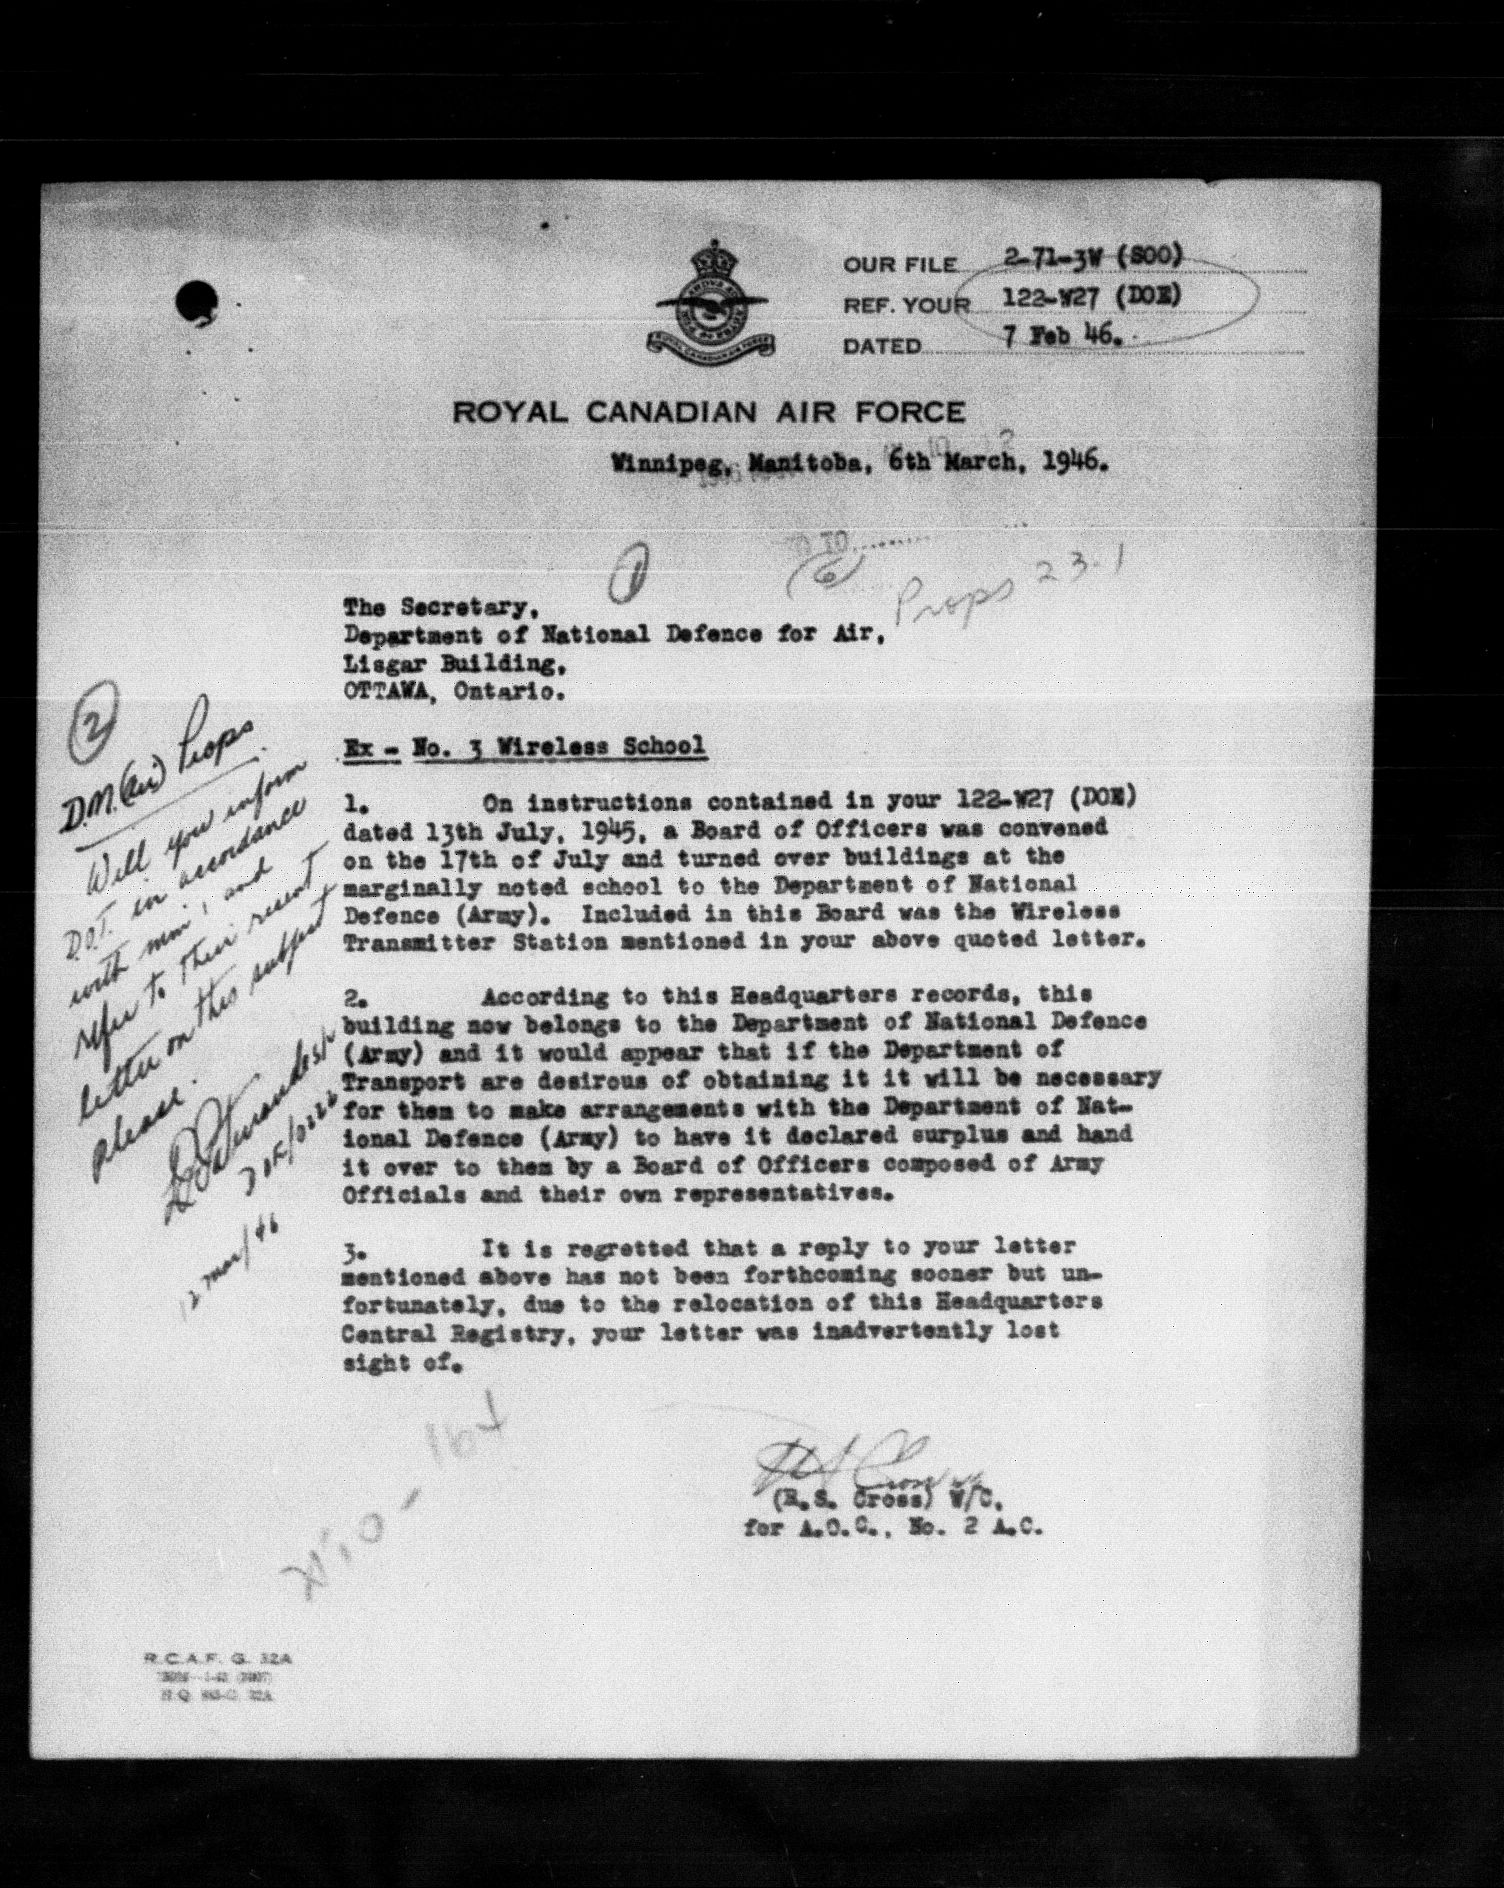 OUR FILE 2-71-3W (SOO)
REF. YOUR 122-W27 (DOE)
DATED 7 Feb 46.
ROYAL CANADIAN AIR FORCE
Winnipeg, Manitoba, 6th March, 1946.
1
TO
(6)
Props 23-1
The Secretary,
Department of National Defence for Air,
Lisgar Building,
OTTAWA, Ontario.
Ex - No. 3 Wireless School
1. On instructions contained in your 122-W27 (DOE)
dated 13th July, 1945, a Board of Officers was convened
on the 17th of July and turned over buildings at the
marginally noted school to the Department of National
Defence (Army). Included in this Board was the Wireless
Transmitter Station mentioned in your above quoted letter.
2. According to this Headquarters records, this
building now belongs to the Department of National Defence
(Army) and it would appear that if the Department of
Transport are desirous of obtaining it it will be necessary
for them to make arrangements with the Department of Nat-
ional Defence (Army) to have it declared surplus and hand
it over to them by a Board of Officers composed of Army
Officials and their own representatives.
3. It is regretted that a reply to your letter
mentioned above has not been forthcoming sooner but un-
fortunately, due to the relocation of this Headquarters
Central Registry, your letter was inadvertently lost
sight of.
(R.S. Cross) W/C.
for A.O.C., No. 2 A.C.
2
D.M.(Air) Props
Will you inform
D.O.T. in accordance
with min 1, and
refer to their recent
letter on this subject
please.
12 Mar/46
R.C.A.F. G. 32A